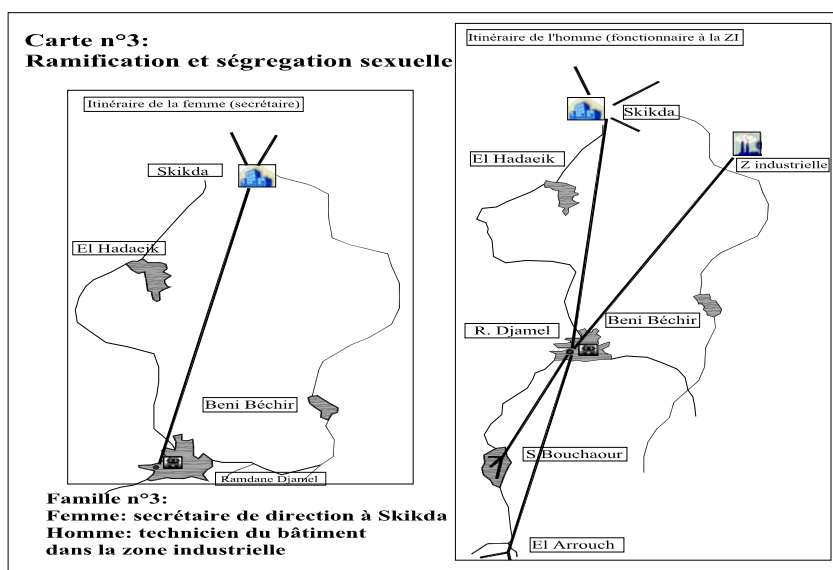 Carte n°3:
Ramification et ségregation sexuelle
Itinéraire de la femme (secrétaire)
Skikda
El Hadaeik
Beni Béchir
Ramdane Djamel
Famille n°3:
Femme: secrétaire de direction à Skikda
Homme: technicien du bâtiment
dans la zone industrielle
Itinéraire de l'homme (fonctionnaire à la ZI
Skikda
El Hadaeik
Z industrielle
R. Djamel
Beni Béchir
S.Bouchaour
El Arrouch